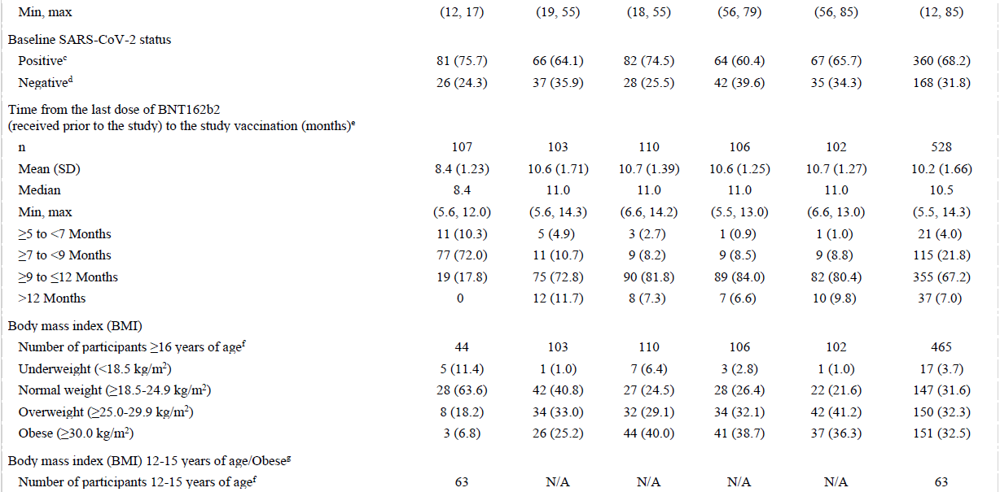 Min, max (12, 17) (19, 55) (18, 55) (56, 79) (56, 85) (12, 85)
Baseline SARS-CoV-2 status
Positiveᶜ 81 (75.7) 66 (64.1) 82 (74.5) 64 (60.4) 67 (65.7) 360 (68.2)
Negativeᵈ 26 (24.3) 37 (35.9) 28 (25.5) 42 (39.6) 35 (34.3) 168 (31.8)
Time from the last dose of BNT162b2
(received prior to the study) to the study vaccination (months)ᵉ
n 107 103 110 106 102 528
Mean (SD) 8.4 (1.23) 10.6 (1.71) 10.7 (1.39) 10.6 (1.25) 10.7 (1.27) 10.2 (1.66)
Median 8.4 11.0 11.0 11.0 11.0 10.5
Min, max (5.6, 12.0) (5.6, 14.3) (6.6, 14.2) (5.5, 13.0) (6.6, 13.0) (5.5, 14.3)
≥5 to <7 Months 11 (10.3) 5 (4.9) 3 (2.7) 1 (0.9) 1 (1.0) 21 (4.0)
≥7 to <9 Months 77 (72.0) 11 (10.7) 9 (8.2) 9 (8.5) 9 (8.8) 115 (21.8)
≥9 to ≤12 Months 19 (17.8) 75 (72.8) 90 (81.8) 89 (84.0) 82 (80.4) 355 (67.2)
>12 Months 0 12 (11.7) 8 (7.3) 7 (6.6) 10 (9.8) 37 (7.0)
Body mass index (BMI)
Number of participants ≥16 years of ageᶠ 44 103 110 106 102 465
Underweight (<18.5 kg/m²) 5 (11.4) 1 (1.0) 7 (6.4) 3 (2.8) 1 (1.0) 17 (3.7)
Normal weight (≥18.5-24.9 kg/m²) 28 (63.6) 42 (40.8) 27 (24.5) 28 (26.4) 22 (21.6) 147 (31.6)
Overweight (≥25.0-29.9 kg/m²) 8 (18.2) 34 (33.0) 32 (29.1) 34 (32.1) 42 (41.2) 150 (32.3)
Obese (≥30.0 kg/m²) 3 (6.8) 26 (25.2) 44 (40.0) 41 (38.7) 37 (36.3) 151 (32.5)
Body mass index (BMI) 12-15 years of age/Obeseᵍ
Number of participants 12-15 years of ageᶠ 63 N/A N/A N/A N/A 63